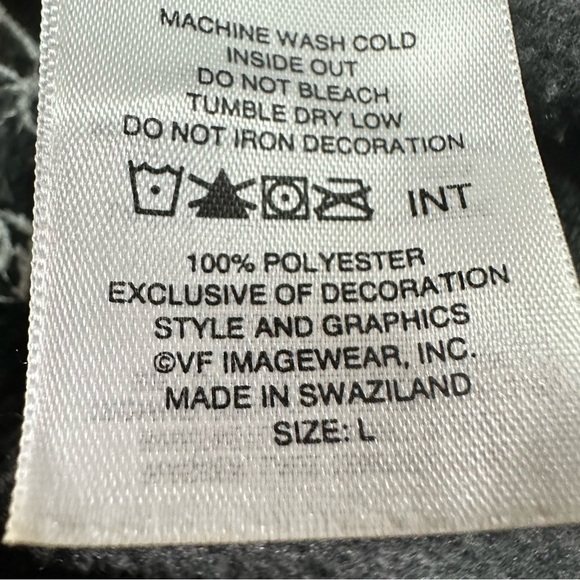 MACHINE WASH COLD
INSIDE OUT
DO NOT BLEACH
TUMBLE DRY LOW
DO NOT IRON DECORATION
INT
100% POLYESTER
EXCLUSIVE OF DECORATION
STYLE AND GRAPHICS
©VF IMAGEWEAR, INC.
MADE IN SWAZILAND
SIZE: L